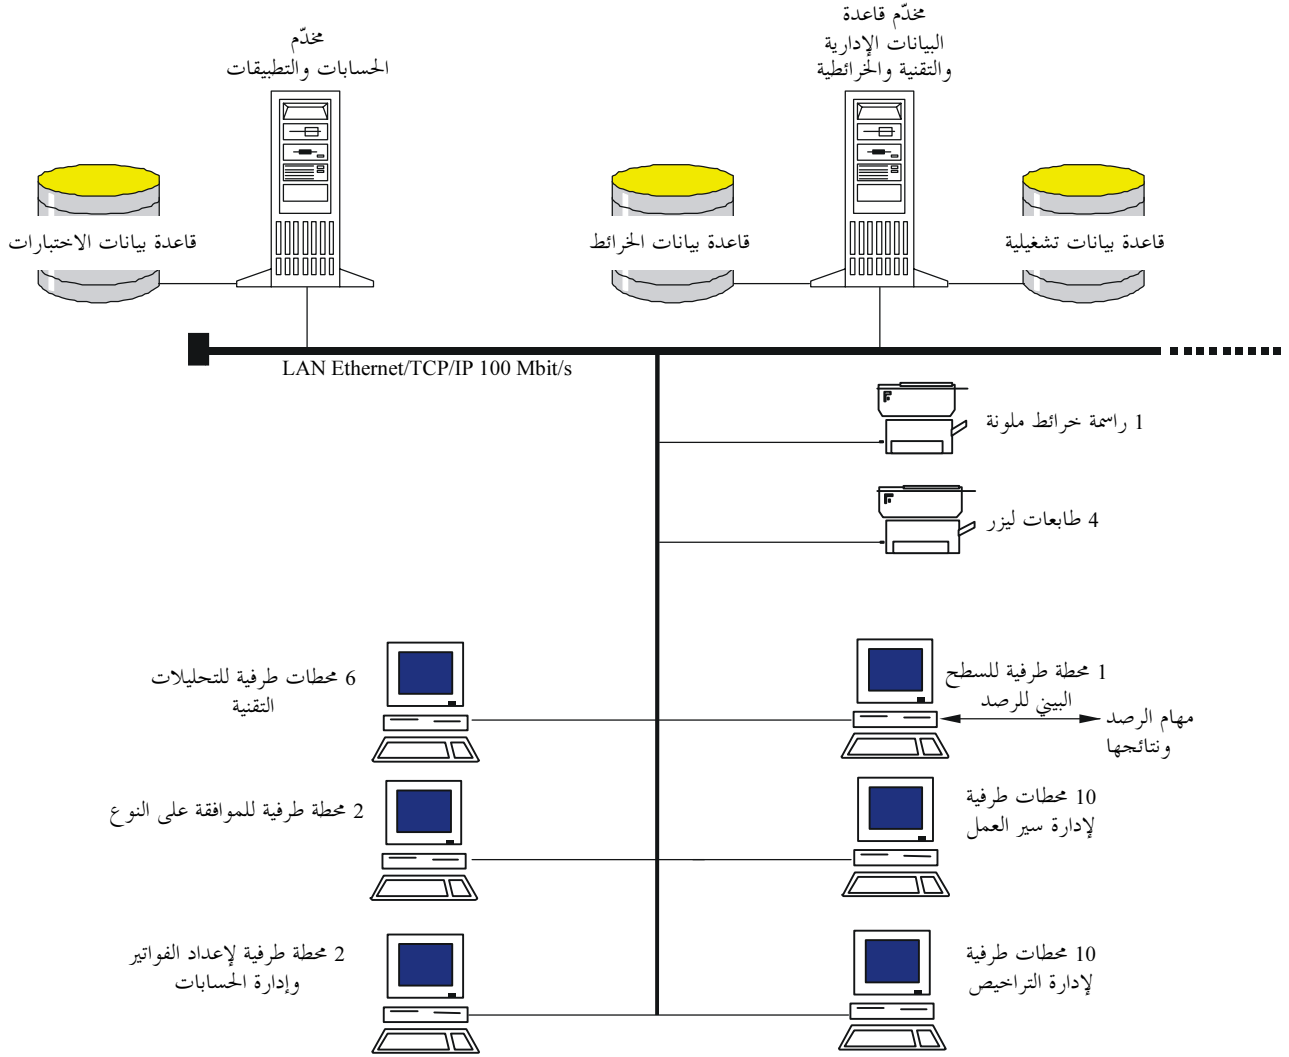 مخدّم قاعدة
البيانات الإدارية
والتقنية والخرائطية
مخدّم
الحسابات والتطبيقات
قاعدة بيانات تشغيلية
قاعدة بيانات الخرائط
قاعدة بيانات الاختبارات
LAN Ethernet/TCP/IP 100 Mbit/s
1 راسمة خرائط ملونة
4 طابعات ليزر
1 محطة طرفية للسطح
البيني للرصد
مهام الرصد
ونتائجها
6 محطات طرفية للتحليلات
التقنية
10 محطات طرفية
لإدارة سير العمل
2 محطة طرفية للموافقة على النوع
10 محطات طرفية
لإدارة التراخيص
2 محطة طرفية لإعداد الفواتير
وإدارة الحسابات